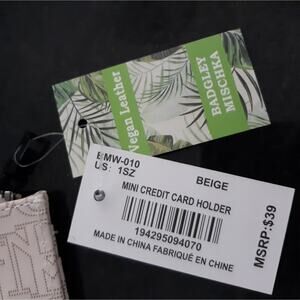 Vegan Leather
BADGLEY
MISCHKA
BMW-010
US: 1SZ
BEIGE
MINI CREDIT CARD HOLDER
194295094070
MADE IN CHINA FABRIQUÉ EN CHINE
MSRP:$39